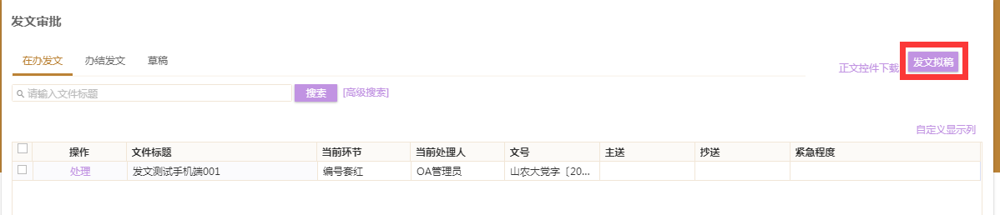 发文审批
在办发文 办结发文 草稿 正文控件下载 发文拟稿
请输入文件标题 搜索 [高级搜索]
自定义显示列
操作 文件标题 当前环节 当前处理人 文号 主送 抄送 紧急程度
处理 发文测试手机端001 编号套红 OA管理员 山农大党字〔20...